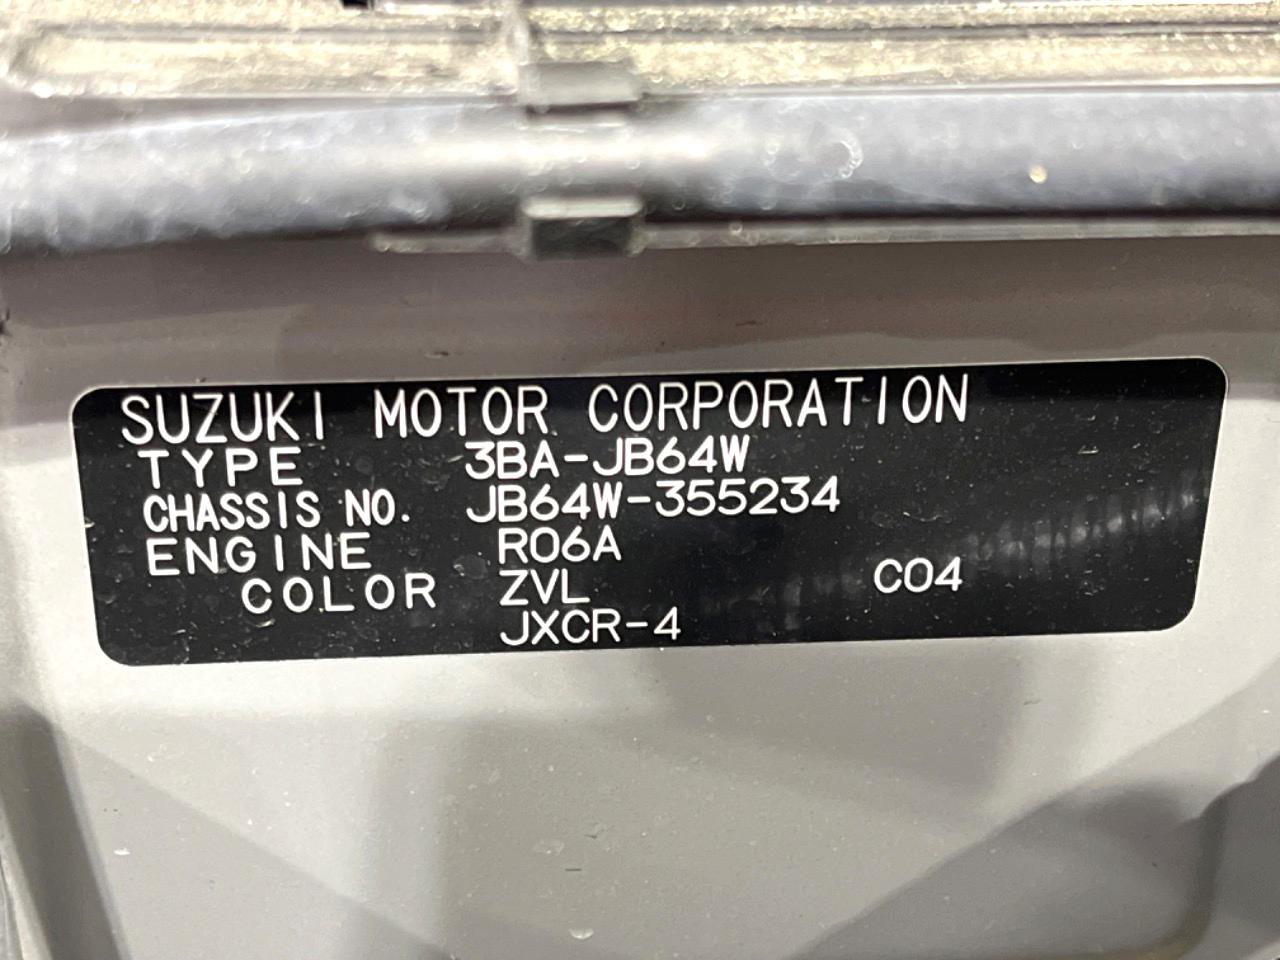 SUZUKI MOTOR CORPORATION
TYPE 3BA-JB64W
CHASSIS NO. JB64W-355234
ENGINE R06A
COLOR ZVL C04
JXCR-4